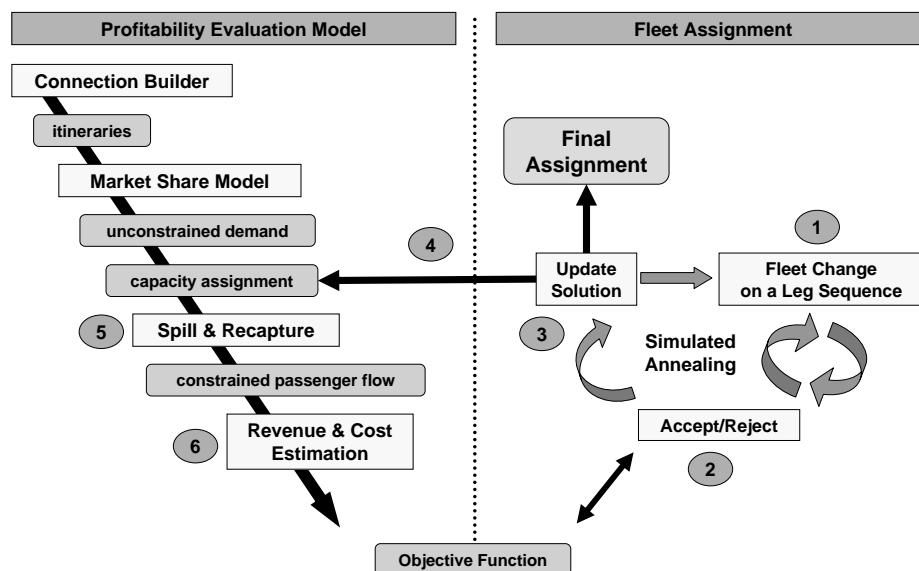 Profitability Evaluation Model
Fleet Assignment
Connection Builder
itineraries
Final
Assignment
Market Share Model
unconstrained demand
4
1
capacity assignment
Update
Solution
Fleet Change
on a Leg Sequence
5
Spill & Recapture
3
Simulated
Annealing
constrained passenger flow
6
Revenue & Cost
Estimation
Accept/Reject
2
Objective Function